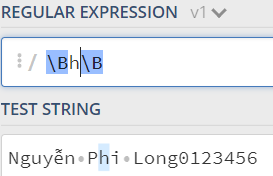 REGULAR EXPRESSION v1
/ \Bh\B
TEST STRING
Nguyễn·Phi·Long0123456